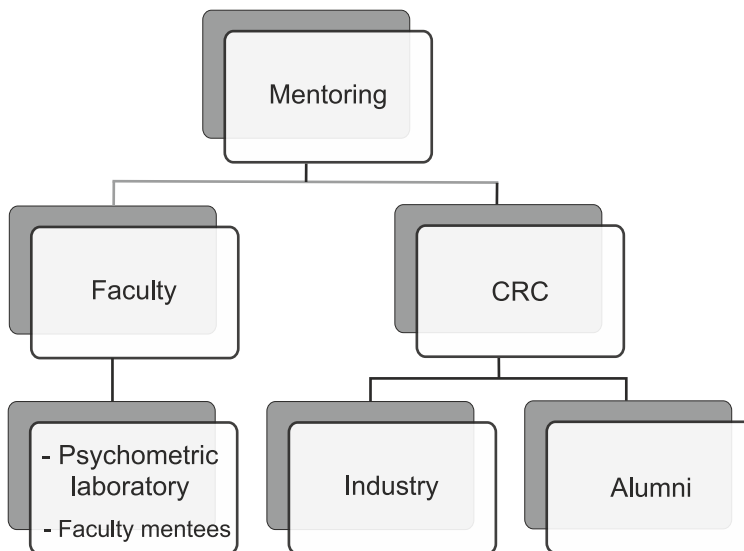 Mentoring
Faculty
CRC
- Psychometric
laboratory
- Faculty mentees
Industry
Alumni